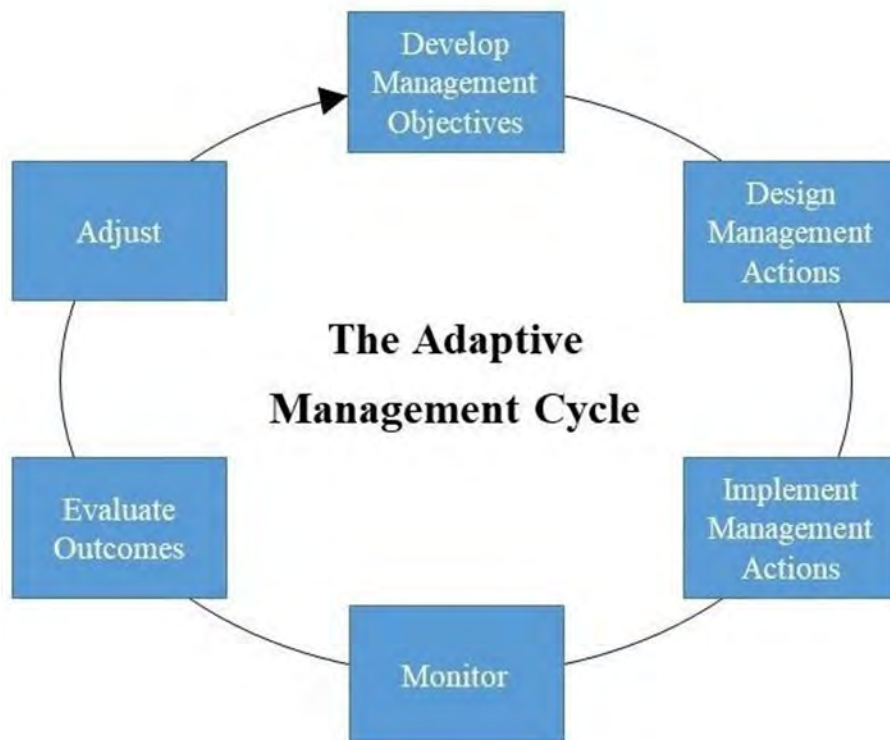 Develop
Management
Objectives
Design
Management
Actions
Implement
Management
Actions
Monitor
Evaluate
Outcomes
Adjust
The Adaptive
Management Cycle